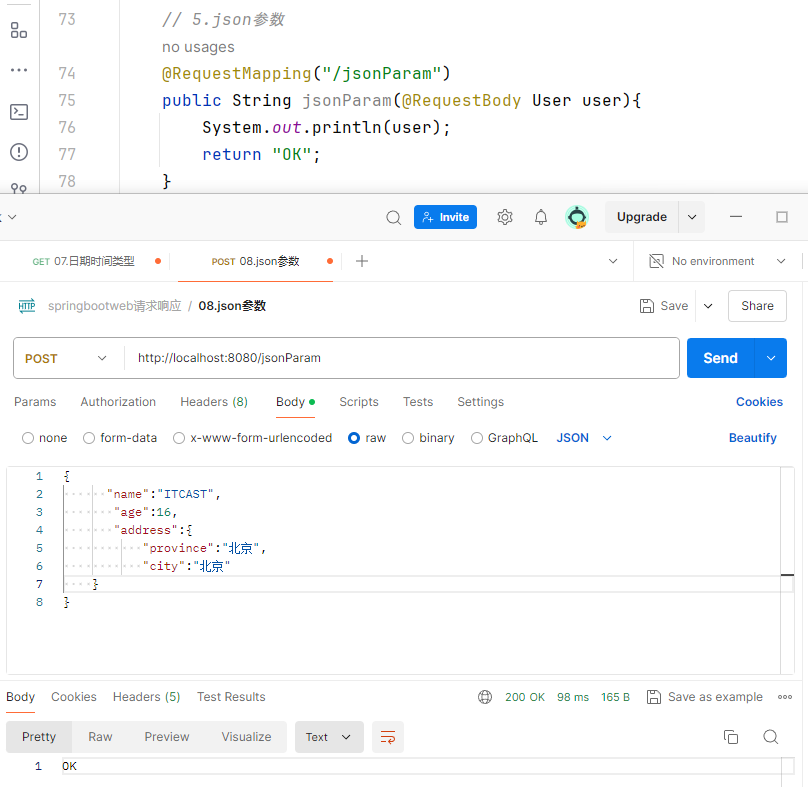 73 // 5.json参数
no usages
74 @RequestMapping("/jsonParam")
75 public String jsonParam(@RequestBody User user){
76 System.out.println(user);
77 return "OK";
78 }
Invite Upgrade
GET 07.日期时间类型 POST 08.json参数 No environment
HTTP springbootweb请求响应 / 08.json参数 Save Share
POST http://localhost:8080/jsonParam Send
Params Authorization Headers (8) Body Scripts Tests Settings Cookies
none form-data x-www-form-urlencoded raw binary GraphQL JSON Beautify
1 {
2 "name":"ITCAST",
3 "age":16,
4 "address":{
5 "province":"北京",
6 "city":"北京"
7 }
8 }
Body Cookies Headers (5) Test Results 200 OK 98 ms 165 B Save as example
Pretty Raw Preview Visualize Text
1 OK